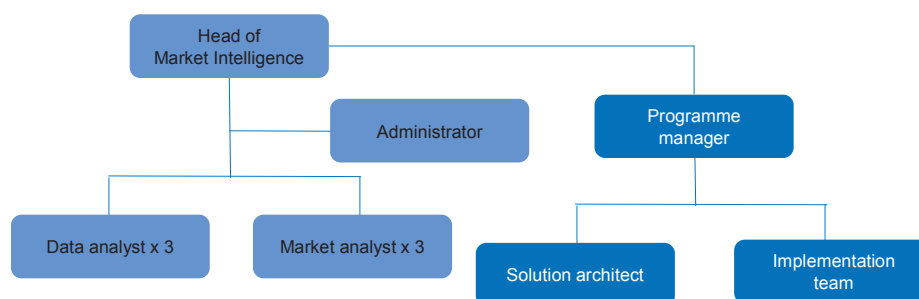 Head of
Market Intelligence
Administrator
Programme
manager
Data analyst x 3
Market analyst x 3
Solution architect
Implementation
team